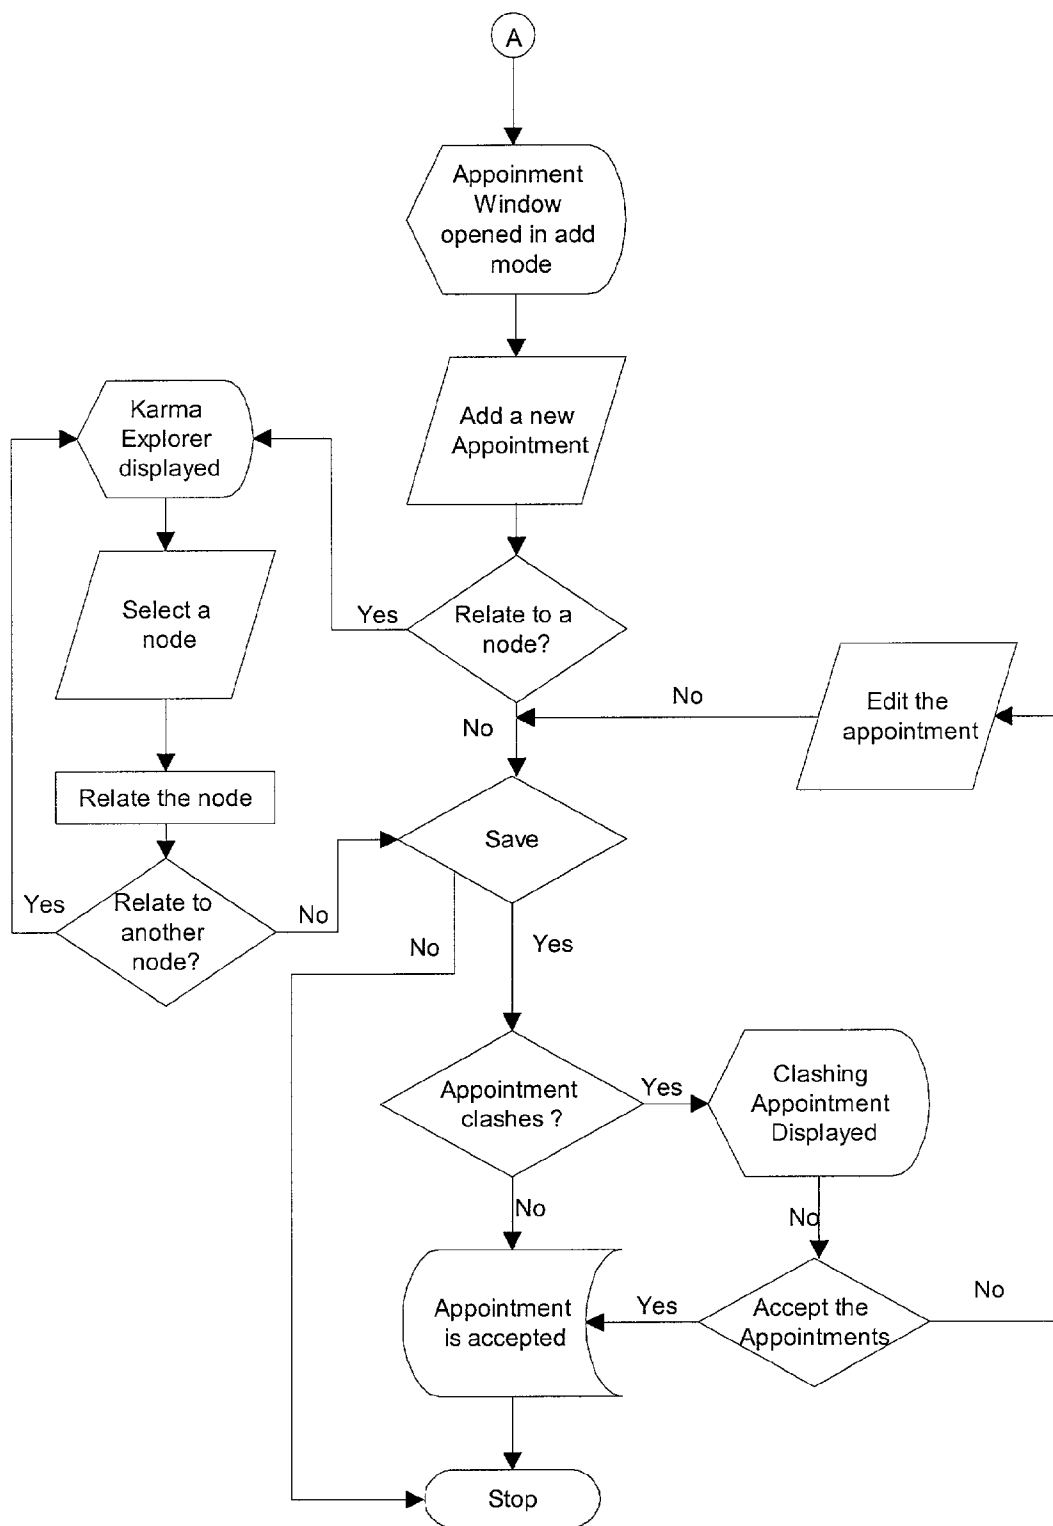 A
Appoinment
Window
opened in add
mode
Add a new
Appointment
Karma
Explorer
displayed
Select a
node
Yes
Relate to a
node?
No
No
Edit the
appointment
Relate the node
Save
Yes
Relate to
another
node?
No
No
Yes
Appointment
clashes ?
Yes
Clashing
Appointment
Displayed
No
No
Appointment
is accepted
Yes
Accept the
Appointments
No
Stop